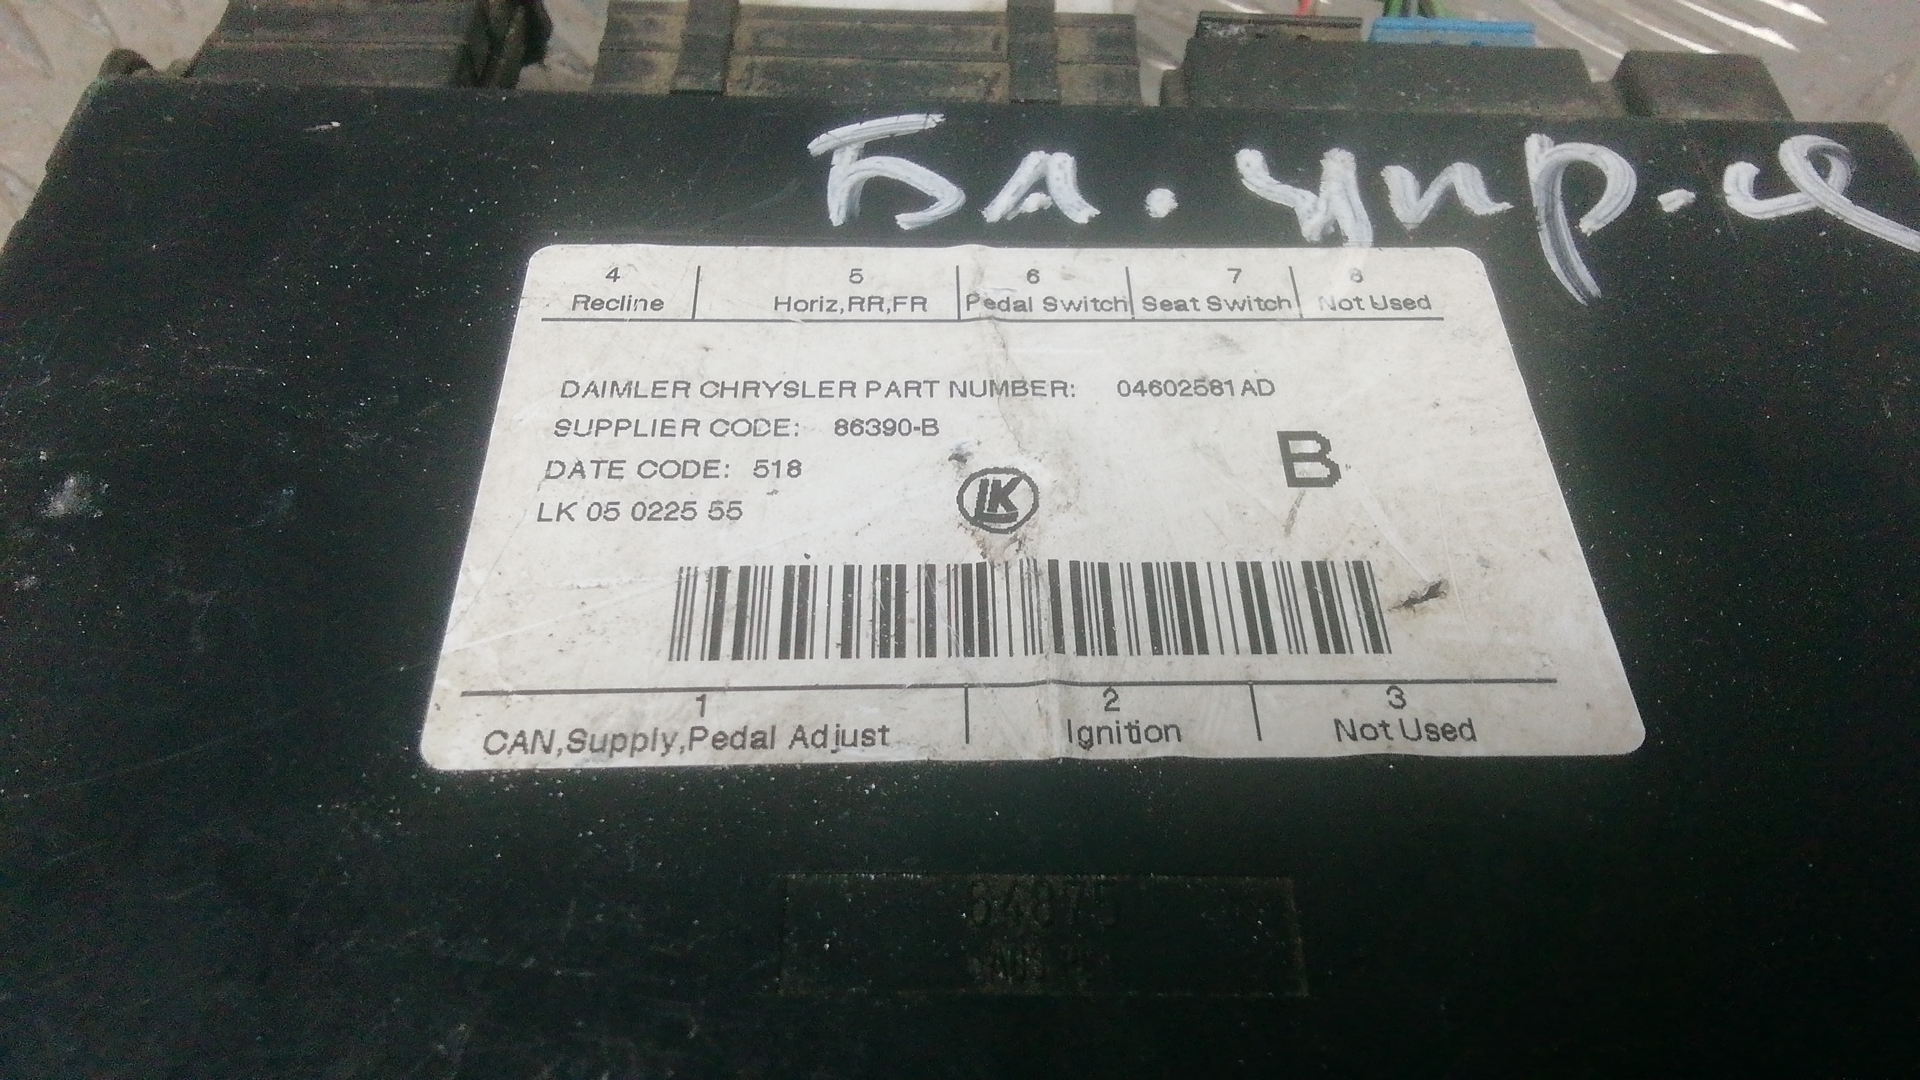 Бл. упр. с
4 5 6 7 8
Recline Horiz,RR,FR Pedal Switch Seat Switch Not Used
DAIMLER CHRYSLER PART NUMBER: 04602581AD
SUPPLIER CODE: 86390-B
DATE CODE: 518
LK 05 0225 55
LK
B
1 2 3
CAN,Supply,Pedal Adjust Ignition Not Used
64875